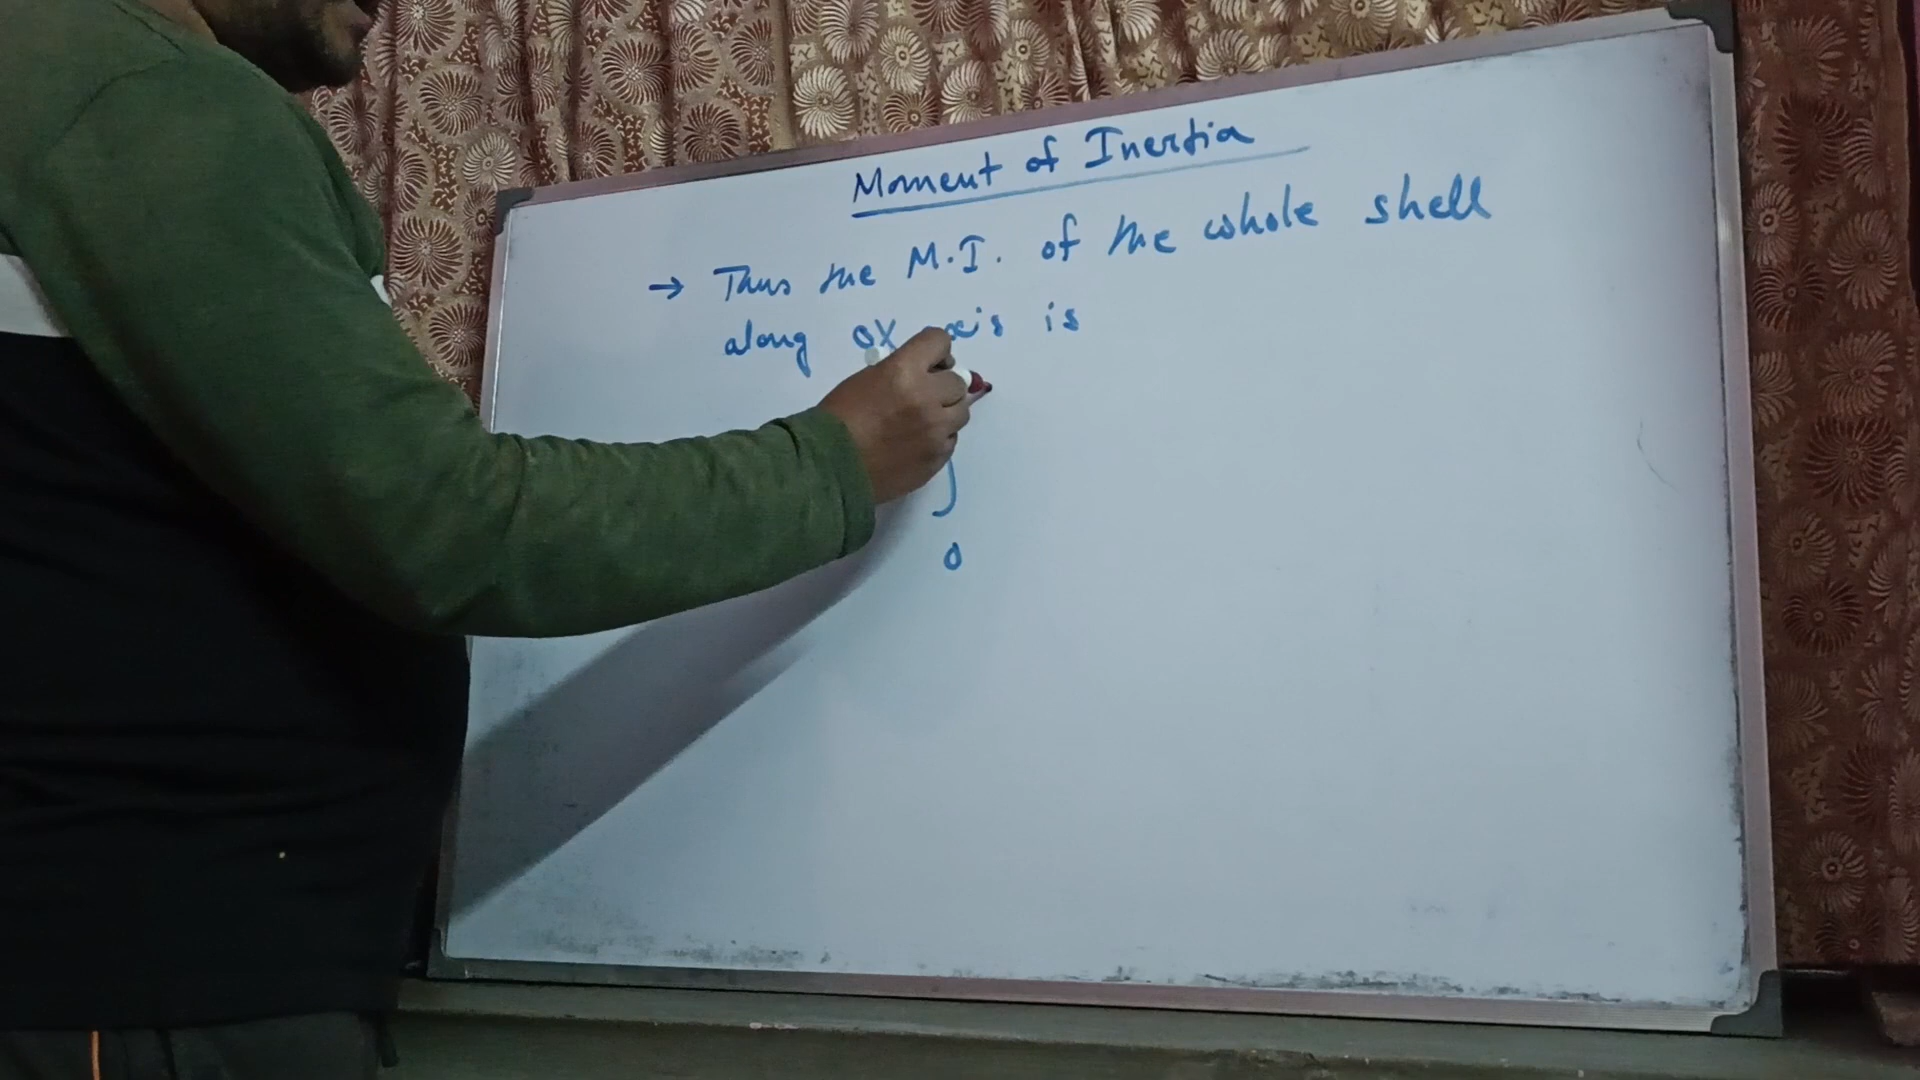 Moment of Inertia
→ Thus the M.I. of the whole shell
along OX axis is
∫
0